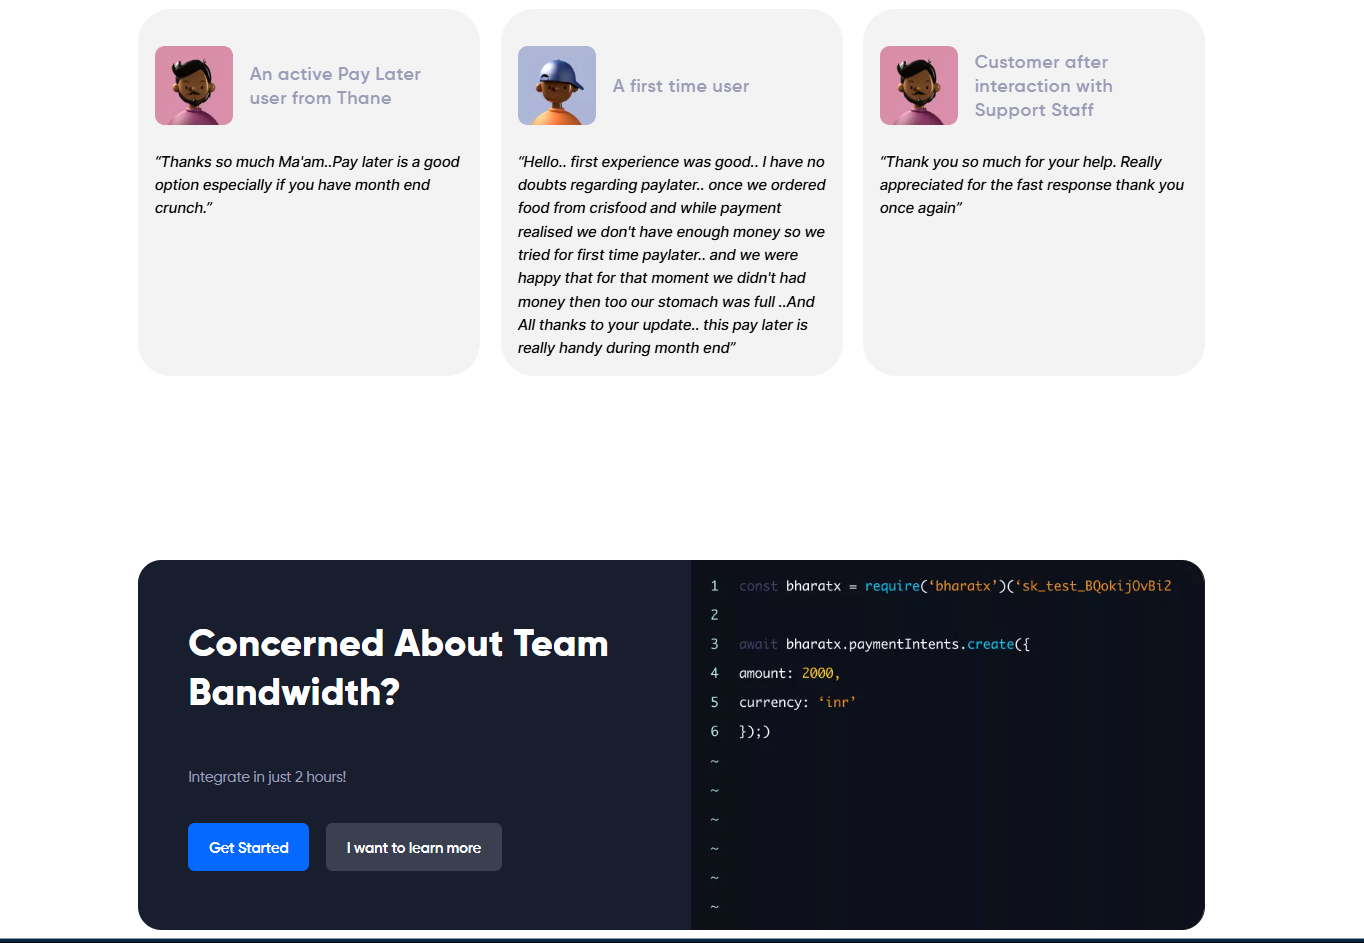 An active Pay Later
user from Thane
“Thanks so much Ma'am..Pay later is a good
option especially if you have month end
crunch.”
A first time user
“Hello.. first experience was good.. I have no
doubts regarding paylater.. once we ordered
food from crisfood and while payment
realised we don't have enough money so we
tried for first time paylater.. and we were
happy that for that moment we didn't had
money then too our stomach was full ..And
All thanks to your update.. this pay later is
really handy during month end”
Customer after
interaction with
Support Staff
“Thank you so much for your help. Really
appreciated for the fast response thank you
once again”
Concerned About Team
Bandwidth?
Integrate in just 2 hours!
Get Started
I want to learn more
1 const bharatx = require(‘bharatx’)(‘sk_test_BQokijOvBi2
2
3 await bharatx.paymentIntents.create({
4 amount: 2000,
5 currency: ‘inr’
6 });)
~
~
~
~
~
~